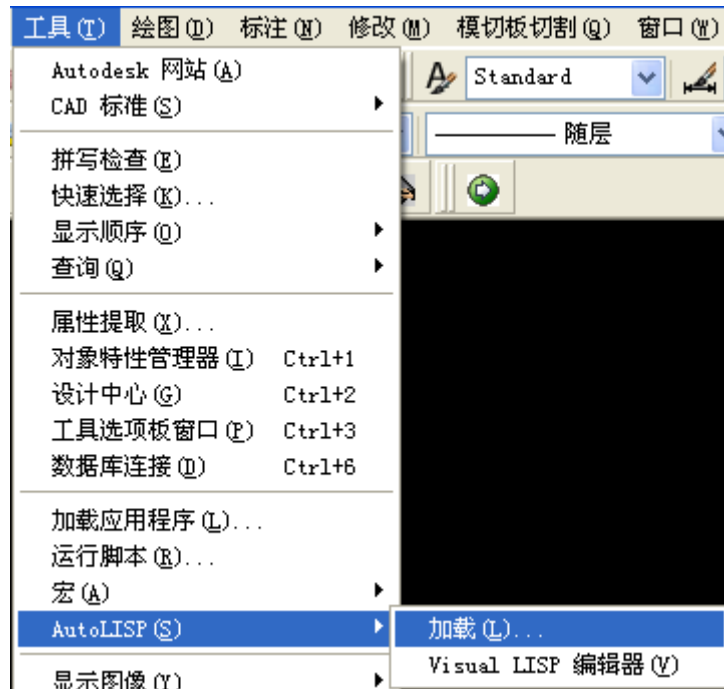 工具(T) 绘图(D) 标注(N) 修改(M) 模切板切割(Q) 窗口(W)
Autodesk 网站(A)
Standard
CAD 标准(S)
随层
拼写检查(E)
快速选择(K)...
显示顺序(O)
查询(Q)
属性提取(X)...
对象特性管理器(I) Ctrl+1
设计中心(G) Ctrl+2
工具选项板窗口(P) Ctrl+3
数据库连接(D) Ctrl+6
加载应用程序(L)...
运行脚本(R)...
宏(A)
AutoLISP(S)
加载(L)...
Visual LISP 编辑器(V)
显示图像(Y)